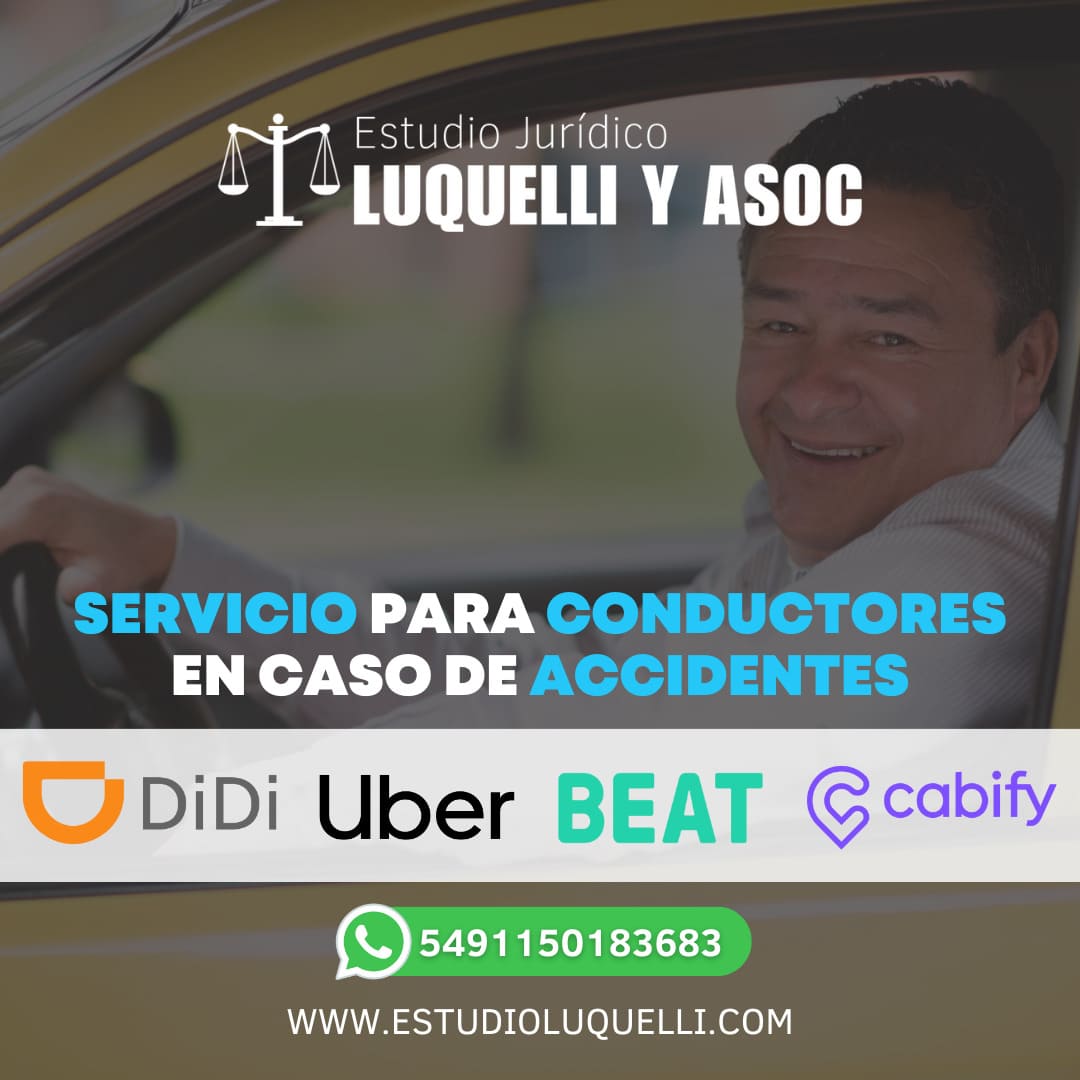 Estudio Jurídico
LUQUELLI Y ASOC
SERVICIO PARA CONDUCTORES
EN CASO DE ACCIDENTES
DiDi Uber BEAT cabify
5491150183683
WWW.ESTUDIOLUQUELLI.COM